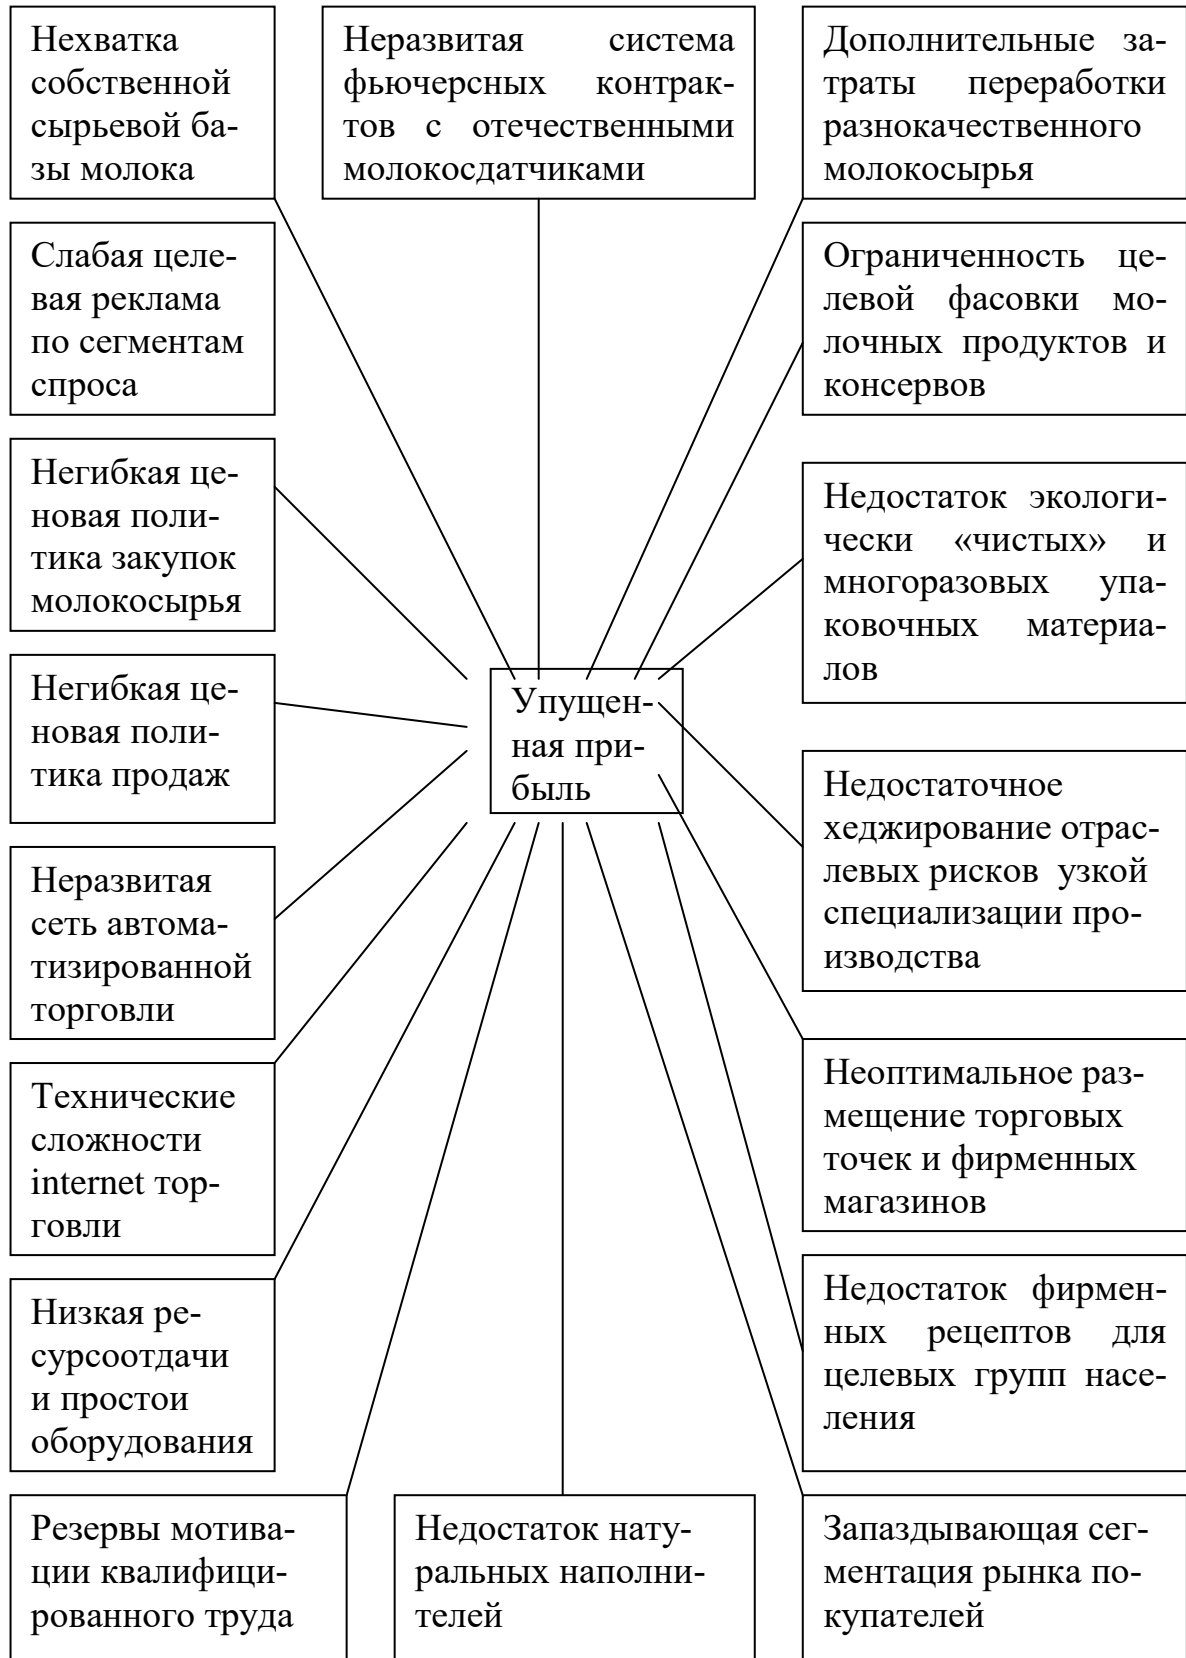 Нехватка
собственной
сырьевой ба-
зы молока
Неразвитая система
фьючерсных контрак-
тов с отечественными
молокосдатчиками
Дополнительные за-
траты переработки
разнокачественного
молокосырья
Слабая целе-
вая реклама
по сегментам
спроса
Ограниченность це-
левой фасовки мо-
лочных продуктов и
консервов
Негибкая це-
новая поли-
тика закупок
молокосырья
Недостаток экологи-
чески «чистых» и
многоразовых упа-
ковочных материа-
лов
Негибкая це-
новая поли-
тика продаж
Упущен-
ная при-
быль
Недостаточное
хеджирование отрас-
левых рисков узкой
специализации про-
изводства
Неразвитая
сеть автома-
тизированной
торговли
Технические
сложности
internet тор-
говли
Неоптимальное раз-
мещение торговых
точек и фирменных
магазинов
Низкая ре-
сурсоотдачи
и простои
оборудования
Недостаток фирмен-
ных рецептов для
целевых групп насе-
ления
Резервы мотива-
ции квалифици-
рованного труда
Недостаток нату-
ральных наполни-
телей
Запаздывающая сег-
ментация рынка по-
купателей